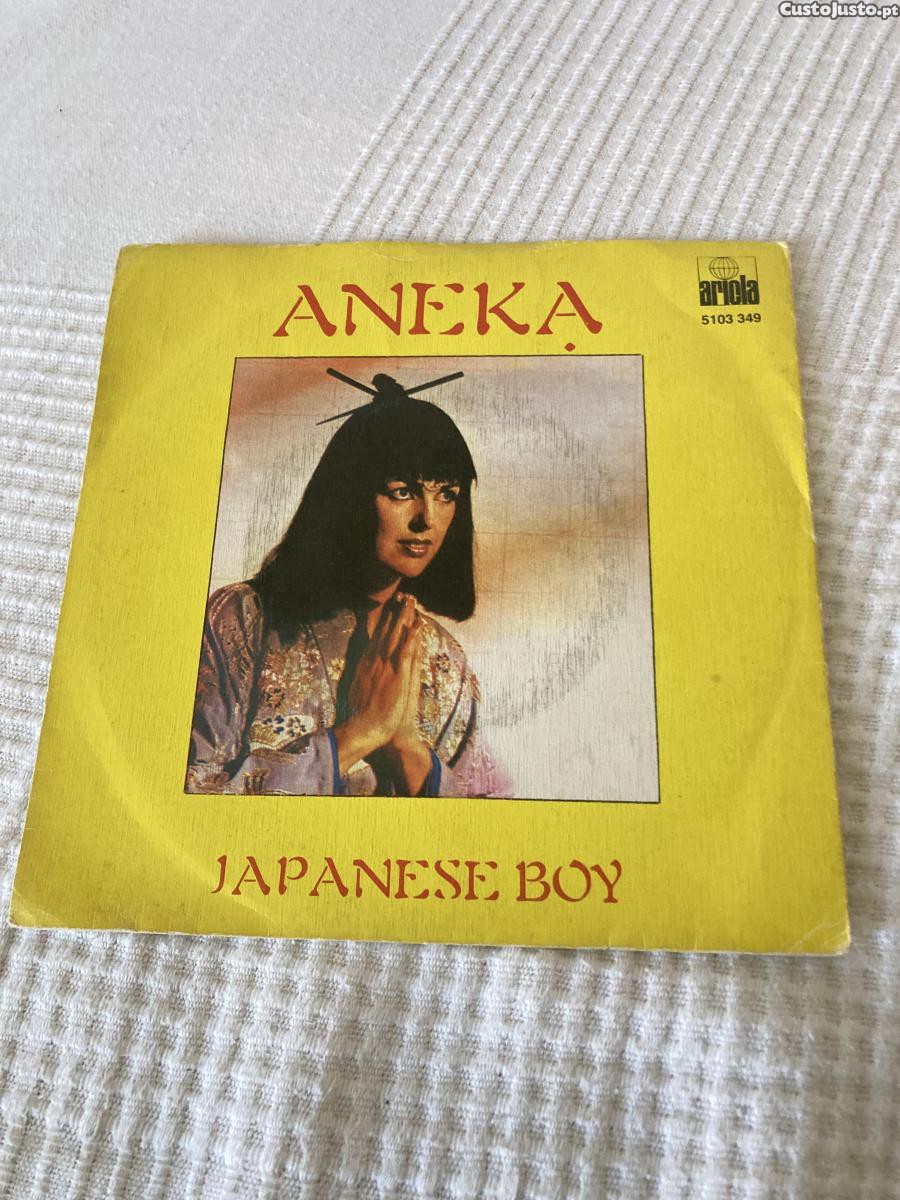 CustoJusto.pt
ANEKA
ariola
5103 349
JAPANESE BOY